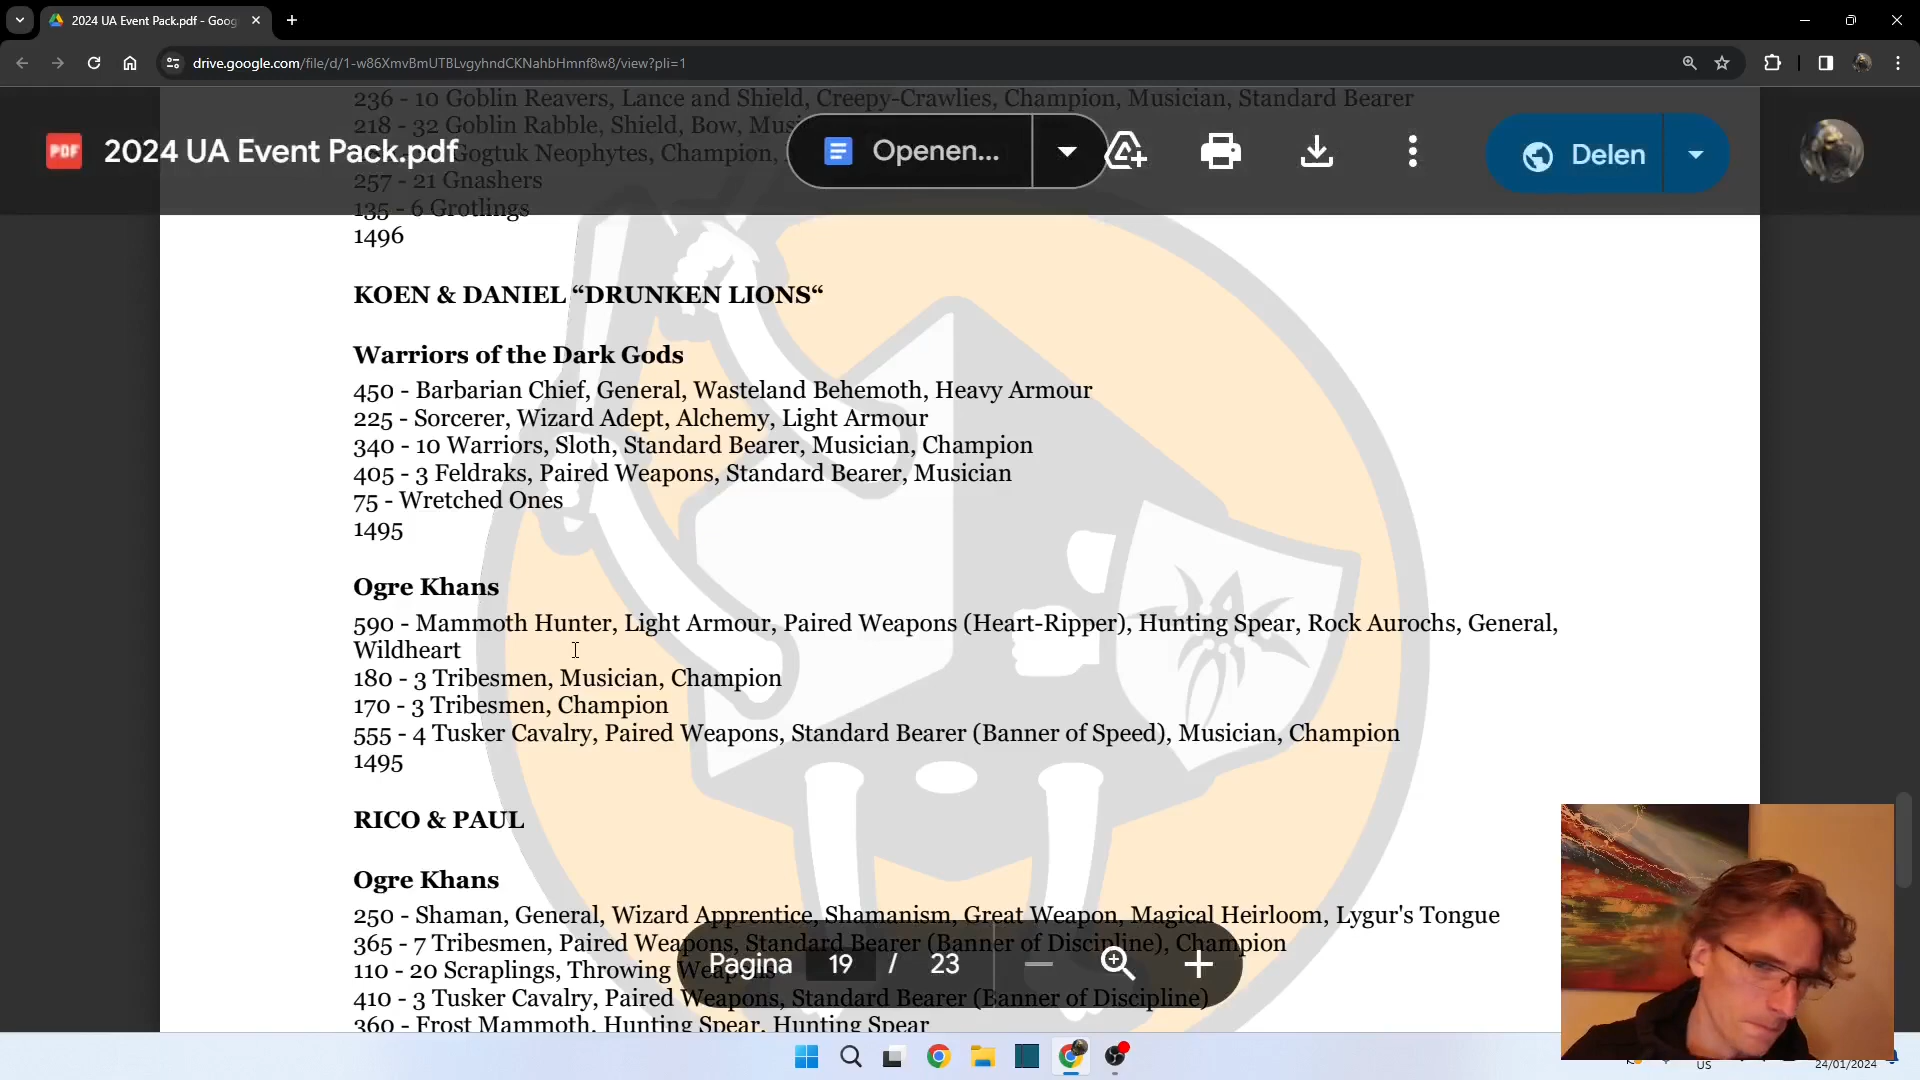 2024 UA Event Pack.pdf - Goog
drive.google.com/file/d/1-w86XmvBmUTBLvgyhndCKNahbHmnf8w8/view?pli=1
236 - 10 Goblin Reavers, Lance and Shield, Creepy-Crawlies, Champion, Musician, Standard Bearer
PDF
2024 UA Event Pack.pdf
Openen...
Delen
218 - 32 Goblin Rabble, Shield, Bow, Musi
Gogtuk Neophytes, Champion,
257 - 21 Gnashers
135 - 6 Grotlings
1496
KOEN & DANIEL “DRUNKEN LIONS“
Warriors of the Dark Gods
450 - Barbarian Chief, General, Wasteland Behemoth, Heavy Armour
225 - Sorcerer, Wizard Adept, Alchemy, Light Armour
340 - 10 Warriors, Sloth, Standard Bearer, Musician, Champion
405 - 3 Feldraks, Paired Weapons, Standard Bearer, Musician
75 - Wretched Ones
1495
Ogre Khans
590 - Mammoth Hunter, Light Armour, Paired Weapons (Heart-Ripper), Hunting Spear, Rock Aurochs, General,
Wildheart
180 - 3 Tribesmen, Musician, Champion
170 - 3 Tribesmen, Champion
555 - 4 Tusker Cavalry, Paired Weapons, Standard Bearer (Banner of Speed), Musician, Champion
1495
RICO & PAUL
Ogre Khans
250 - Shaman, General, Wizard Apprentice, Shamanism, Great Weapon, Magical Heirloom, Lygur's Tongue
365 - 7 Tribesmen, Paired Weapons, Standard Bearer (Banner of Discipline), Champion
Pagina 19 / 23
110 - 20 Scraplings, Throwing Weapons
410 - 3 Tusker Cavalry, Paired Weapons, Standard Bearer (Banner of Discipline)
360 - Frost Mammoth, Hunting Spear, Hunting Spear
US
24/01/2024